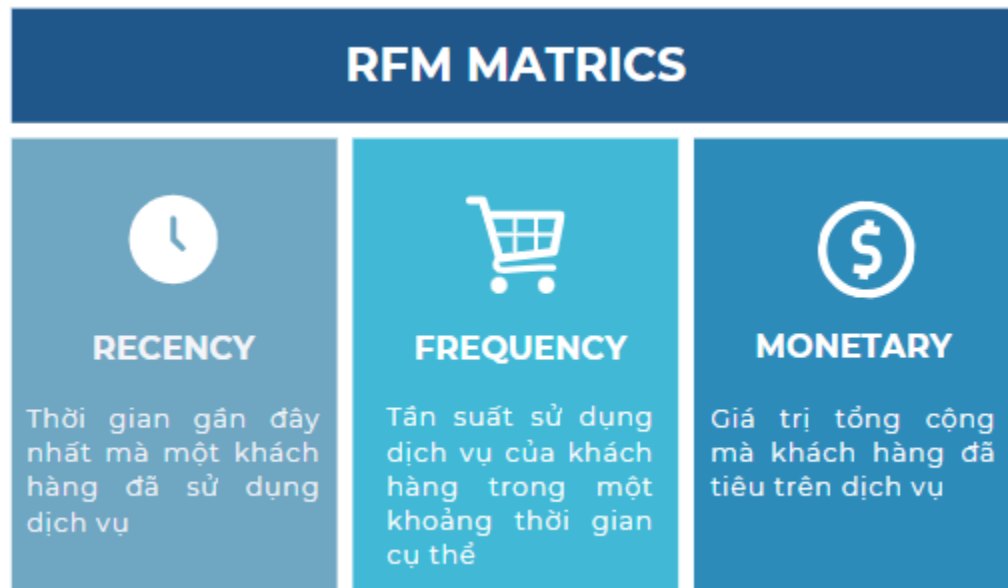 RFM MATRICS
RECENCY
Thời gian gần đây
nhất mà một khách
hàng đã sử dụng
dịch vụ
FREQUENCY
Tần suất sử dụng
dịch vụ của khách
hàng trong một
khoảng thời gian
cụ thể
MONETARY
Giá trị tổng cộng
mà khách hàng đã
tiêu trên dịch vụ